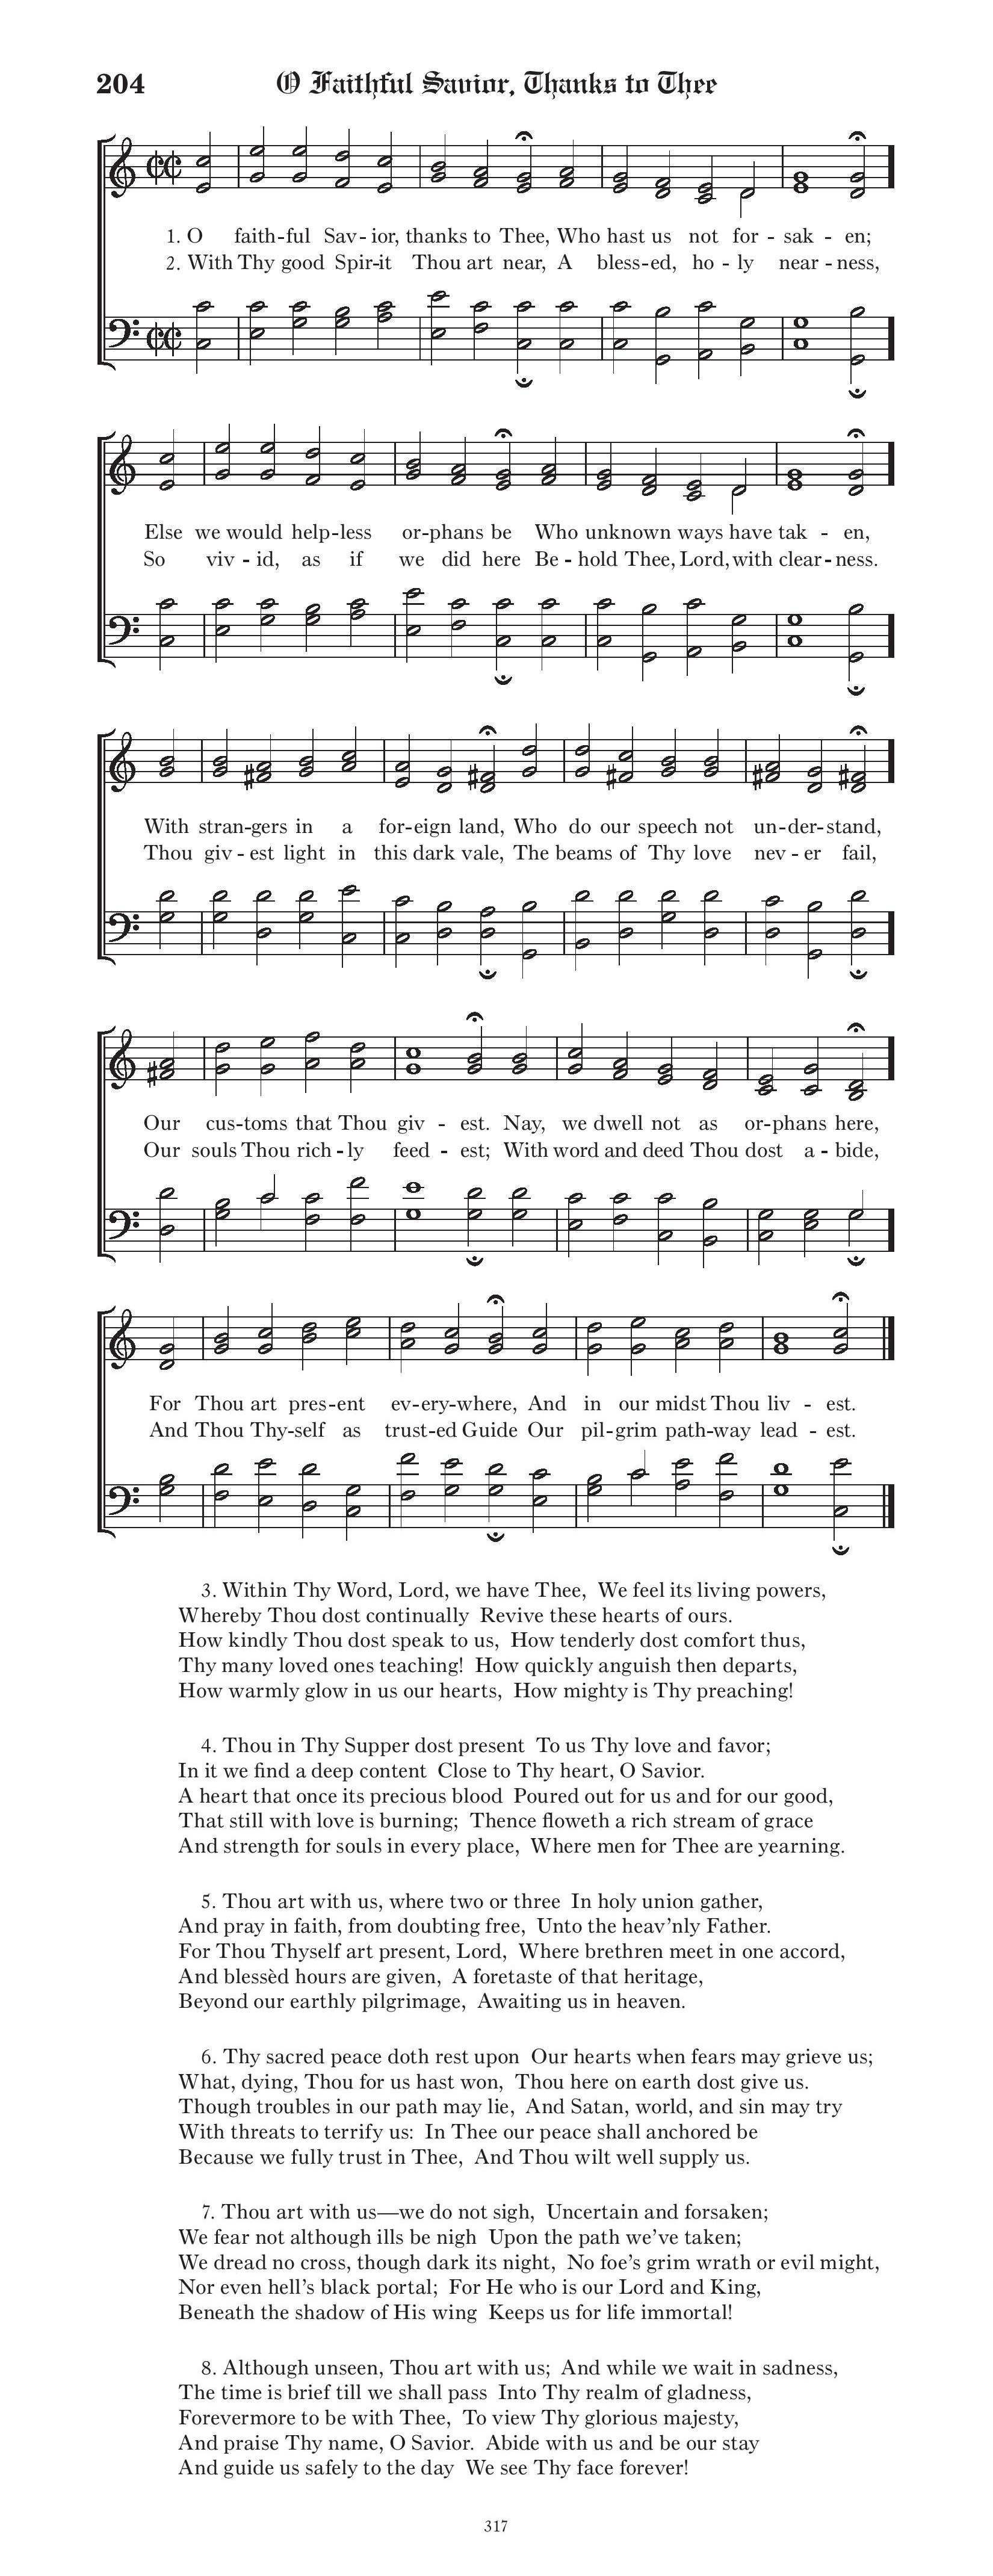 204 O Faithful Savior, Thanks to Thee
1. O faith-ful Sav-ior, thanks to Thee, Who hast us not for-sak-en;
2. With Thy good Spir-it Thou art near, A bless-ed, ho-ly near-ness,
Else we would help-less or-phans be Who unknown ways have tak-en,
So viv-id, as if we did here Be-hold Thee, Lord, with clear-ness.
With stran-gers in a for-eign land, Who do our speech not un-der-stand,
Thou giv-est light in this dark vale, The beams of Thy love nev-er fail,
Our cus-toms that Thou giv-est. Nay, we dwell not as or-phans here,
Our souls Thou rich-ly feed-est; With word and deed Thou dost a-bide,
For Thou art pres-ent ev-ery-where, And in our midst Thou liv-est.
And Thou Thy-self as trust-ed Guide Our pil-grim path-way lead-est.
3. Within Thy Word, Lord, we have Thee, We feel its living powers,
Whereby Thou dost continually Revive these hearts of ours.
How kindly Thou dost speak to us, How tenderly dost comfort thus,
Thy many loved ones teaching! How quickly anguish then departs,
How warmly glow in us our hearts, How mighty is Thy preaching!
4. Thou in Thy Supper dost present To us Thy love and favor;
In it we find a deep content Close to Thy heart, O Savior.
A heart that once its precious blood Poured out for us and for our good,
That still with love is burning; Thence floweth a rich stream of grace
And strength for souls in every place, Where men for Thee are yearning.
5. Thou art with us, where two or three In holy union gather,
And pray in faith, from doubting free, Unto the heav’nly Father.
For Thou Thyself art present, Lord, Where brethren meet in one accord,
And blessèd hours are given, A foretaste of that heritage,
Beyond our earthly pilgrimage, Awaiting us in heaven.
6. Thy sacred peace doth rest upon Our hearts when fears may grieve us;
What, dying, Thou for us hast won, Thou here on earth dost give us.
Though troubles in our path may lie, And Satan, world, and sin may try
With threats to terrify us: In Thee our peace shall anchored be
Because we fully trust in Thee, And Thou wilt well supply us.
7. Thou art with us—we do not sigh, Uncertain and forsaken;
We fear not although ills be nigh Upon the path we’ve taken;
We dread no cross, though dark its night, No foe’s grim wrath or evil might,
Nor even hell’s black portal; For He who is our Lord and King,
Beneath the shadow of His wing Keeps us for life immortal!
8. Although unseen, Thou art with us; And while we wait in sadness,
The time is brief till we shall pass Into Thy realm of gladness,
Forevermore to be with Thee, To view Thy glorious majesty,
And praise Thy name, O Savior. Abide with us and be our stay
And guide us safely to the day We see Thy face forever!
317